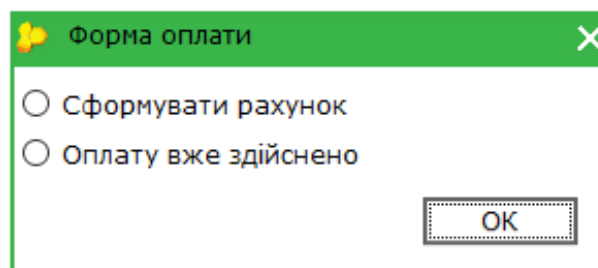 Форма оплати
Сформувати рахунок
Оплату вже здійснено
OK